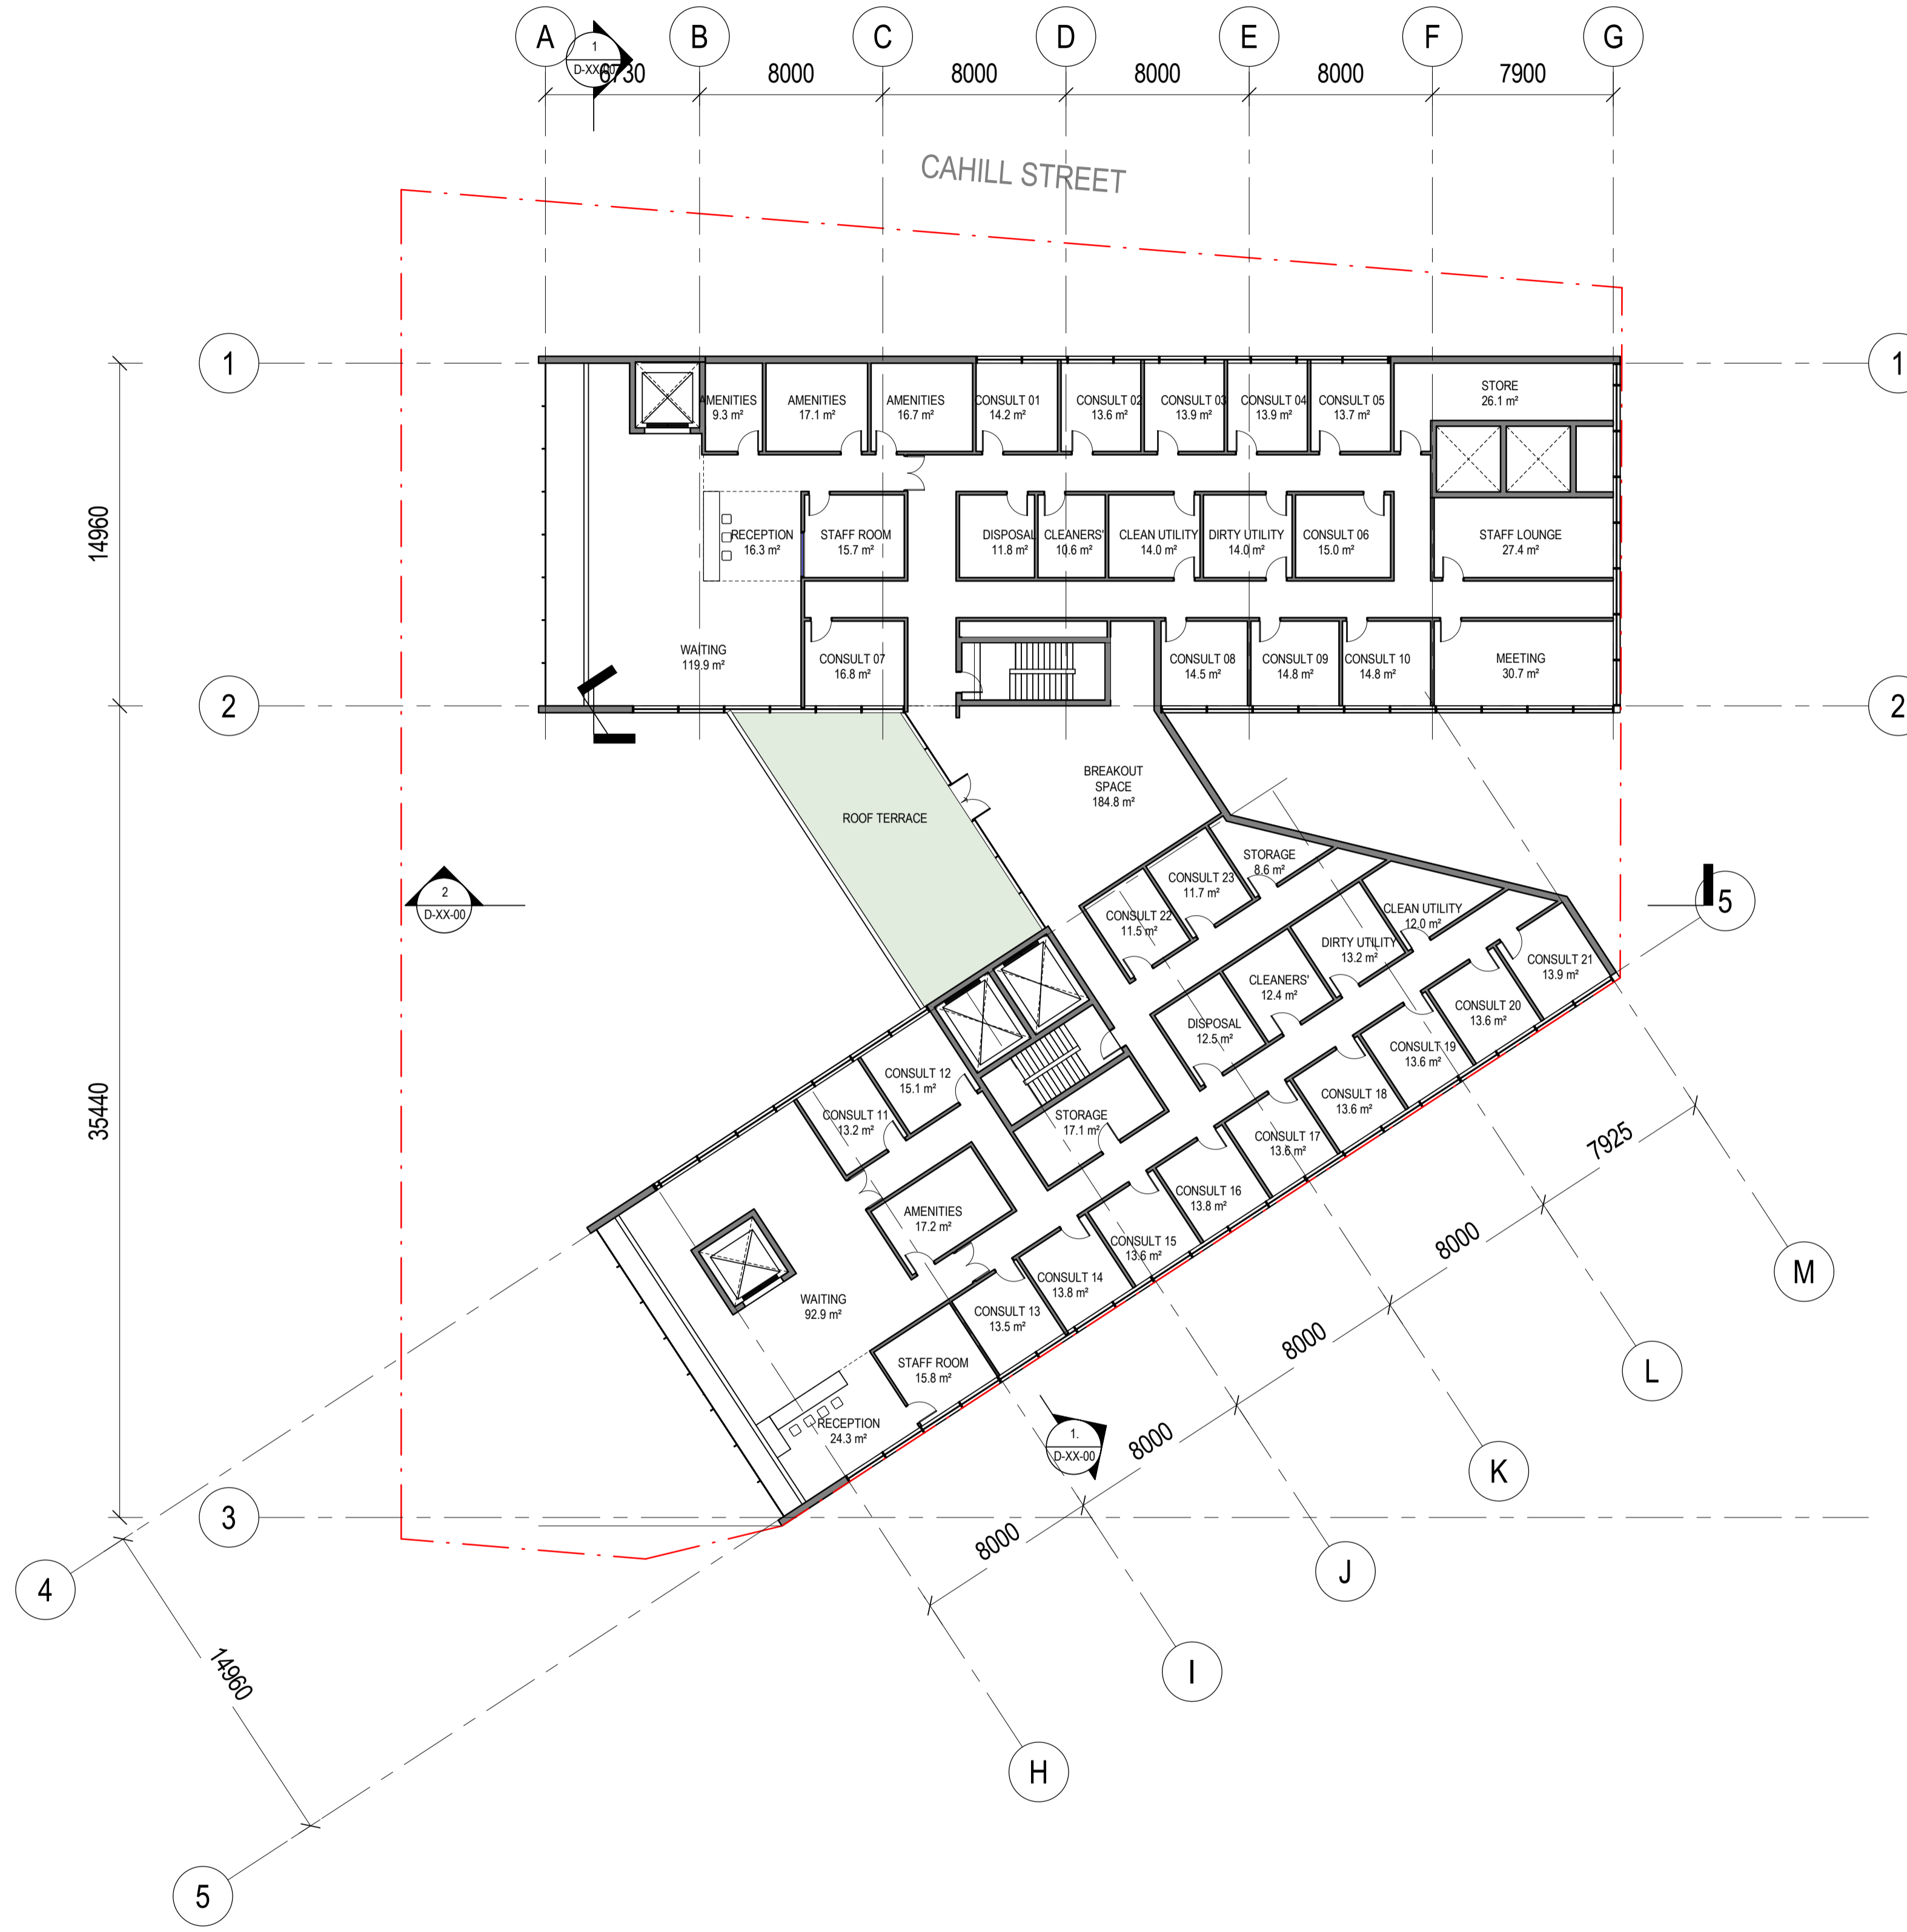 A
B
C
D
E
F
G
1
D-XX-00
6730
8000
8000
8000
8000
7900
CAHILL STREET
1
1
AMENITIES
9.3 m²
AMENITIES
17.1 m²
AMENITIES
16.7 m²
CONSULT 01
14.2 m²
CONSULT 02
13.6 m²
CONSULT 03
13.9 m²
CONSULT 04
13.9 m²
CONSULT 05
13.7 m²
STORE
26.1 m²
14960
RECEPTION
16.3 m²
STAFF ROOM
15.7 m²
DISPOSAL
11.8 m²
CLEANERS'
10.6 m²
CLEAN UTILITY
14.0 m²
DIRTY UTILITY
14.0 m²
CONSULT 06
15.0 m²
STAFF LOUNGE
27.4 m²
WAITING
119.9 m²
CONSULT 07
16.8 m²
CONSULT 08
14.5 m²
CONSULT 09
14.8 m²
CONSULT 10
14.8 m²
MEETING
30.7 m²
2
2
BREAKOUT
SPACE
184.8 m²
ROOF TERRACE
2
D-XX-00
STORAGE
8.6 m²
CONSULT 23
11.7 m²
CONSULT 22
11.5 m²
CLEAN UTILITY
12.0 m²
DIRTY UTILITY
13.2 m²
CLEANERS'
12.4 m²
DISPOSAL
12.5 m²
5
CONSULT 21
13.9 m²
CONSULT 20
13.6 m²
CONSULT 19
13.6 m²
CONSULT 18
13.6 m²
CONSULT 17
13.6 m²
CONSULT 16
13.8 m²
CONSULT 15
13.6 m²
CONSULT 14
13.8 m²
CONSULT 13
13.5 m²
CONSULT 12
15.1 m²
CONSULT 11
13.2 m²
STORAGE
17.1 m²
AMENITIES
17.2 m²
WAITING
92.9 m²
STAFF ROOM
15.8 m²
RECEPTION
24.3 m²
35440
7925
8000
8000
8000
8000
1.
D-XX-00
M
L
K
J
I
H
3
4
14960
5